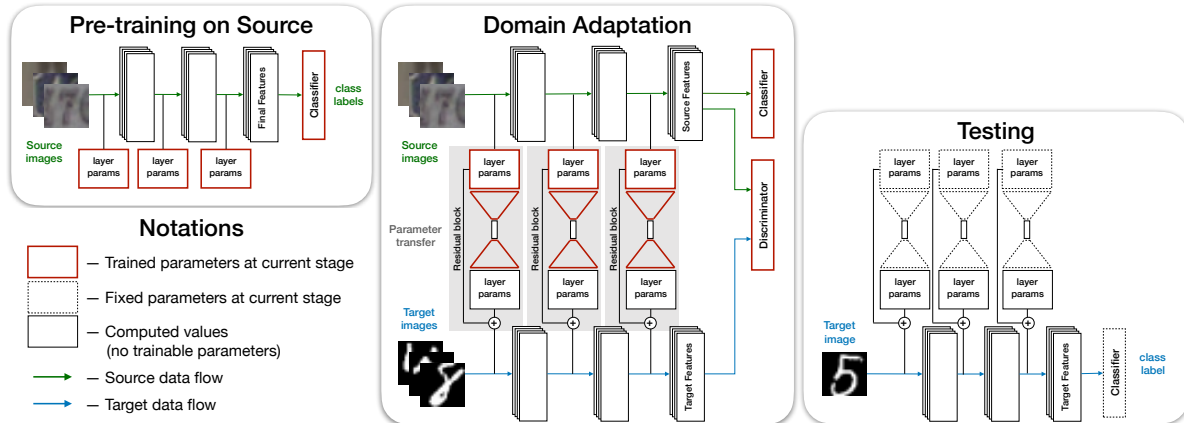 Pre-training on Source
Final Features
Classifier
class
labels
Source
images
layer
params
layer
params
layer
params
Notations
— Trained parameters at current stage
— Fixed parameters at current stage
— Computed values
(no trainable parameters)
— Source data flow
— Target data flow
Domain Adaptation
Source Features
Classifier
Source images
layer
params
layer
params
layer
params
Parameter
transfer
Residual block
Residual block
Residual block
Discriminator
layer
params
layer
params
layer
params
Target
images
Target Features
Testing
layer
params
layer
params
layer
params
layer
params
layer
params
layer
params
Target
image
5
Target Features
Classifier
class
label